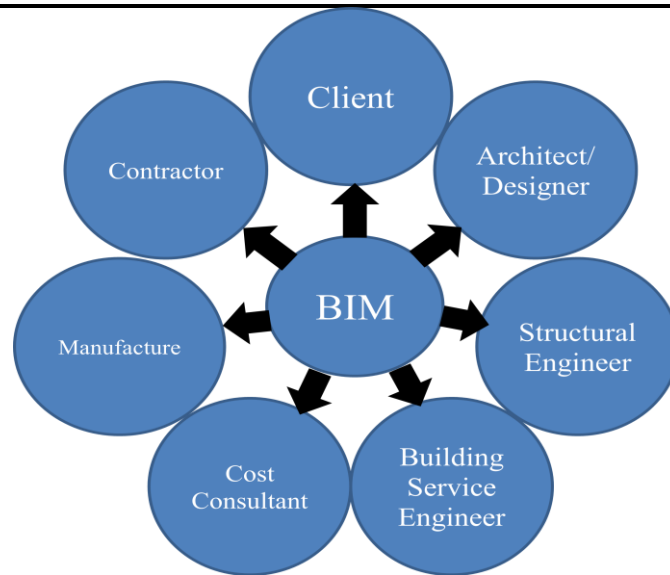 Client
Contractor
Architect/
Designer
BIM
Manufacture
Structural
Engineer
Cost
Consultant
Building
Service
Engineer